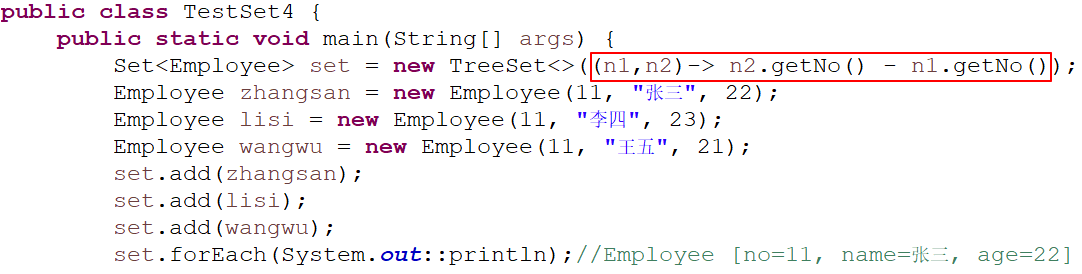 public class TestSet4 {
    public static void main(String[] args) {
        Set<Employee> set = new TreeSet<>((n1,n2)-> n2.getNo() - n1.getNo());
        Employee zhangsan = new Employee(11, "张三", 22);
        Employee lisi = new Employee(11, "李四", 23);
        Employee wangwu = new Employee(11, "王五", 21);
        set.add(zhangsan);
        set.add(lisi);
        set.add(wangwu);
        set.forEach(System.out::println);//Employee [no=11, name=张三, age=22]